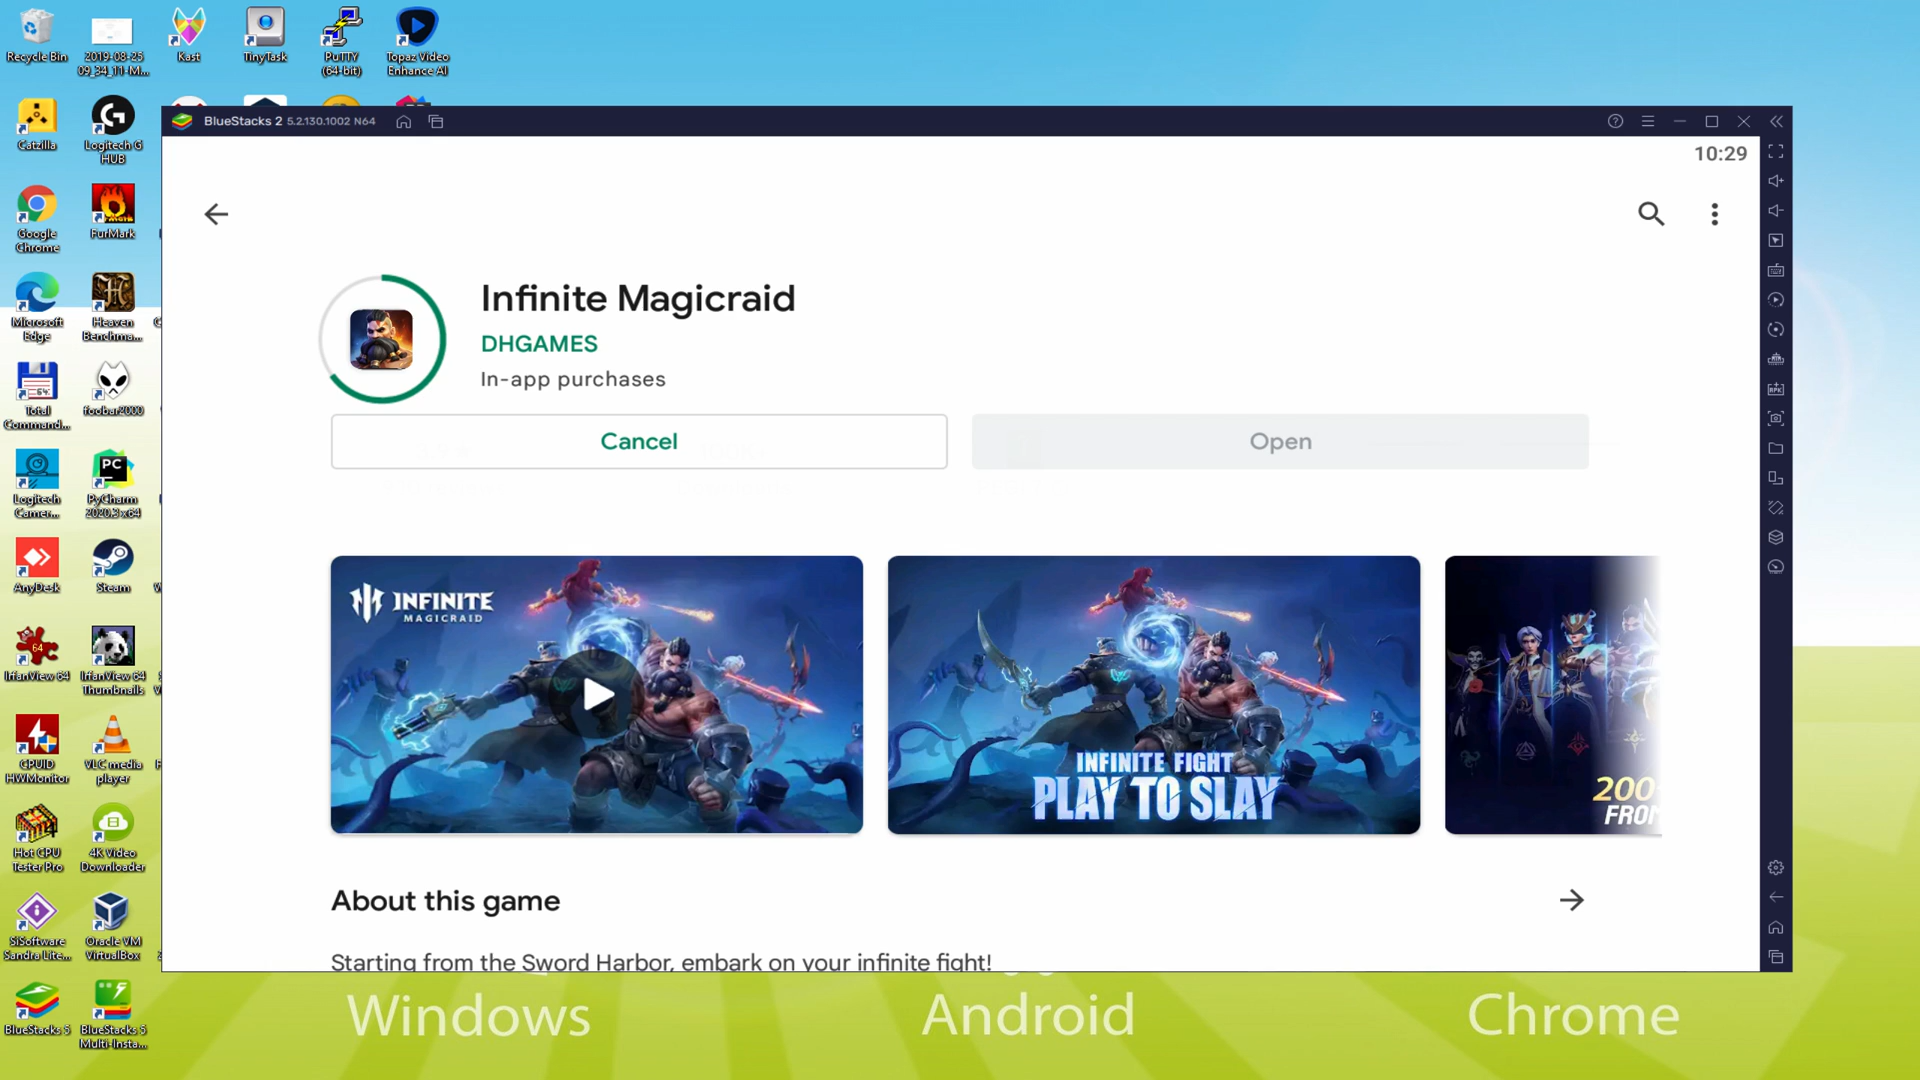 Recycle Bin
2019-08-25
09_34_11-M...
Kast
TinyTask
PuTTY
(64-bit)
Topaz Video
Enhance AI
Catzilla
Logitech G
HUB
Google
Chrome
FurMark
Microsoft
Edge
Heaven
Benchma...
Total
Command...
foobar2000
Logitech
Camer...
PyCharm
2020.3 x64
AnyDesk
Steam
IrfanView 64
IrfanView 64
Thumbnails
CPUID
HWMonitor
VLC media
player
Hot CPU
Tester Pro
4K Video
Downloader
SiSoftware
Sandra Lite...
Oracle VM
VirtualBox
BlueStacks 5
BlueStacks 5
Multi-Insta...
BlueStacks 2 5.2.130.1002 N64
10:29
Infinite Magicraid
DHGAMES
In-app purchases
Cancel
Open
INFINITE
MAGICRAID
INFINITE FIGHT
PLAY TO SLAY
200
FROM
About this game
Starting from the Sword Harbor, embark on your infinite fight!
Windows
Android
Chrome